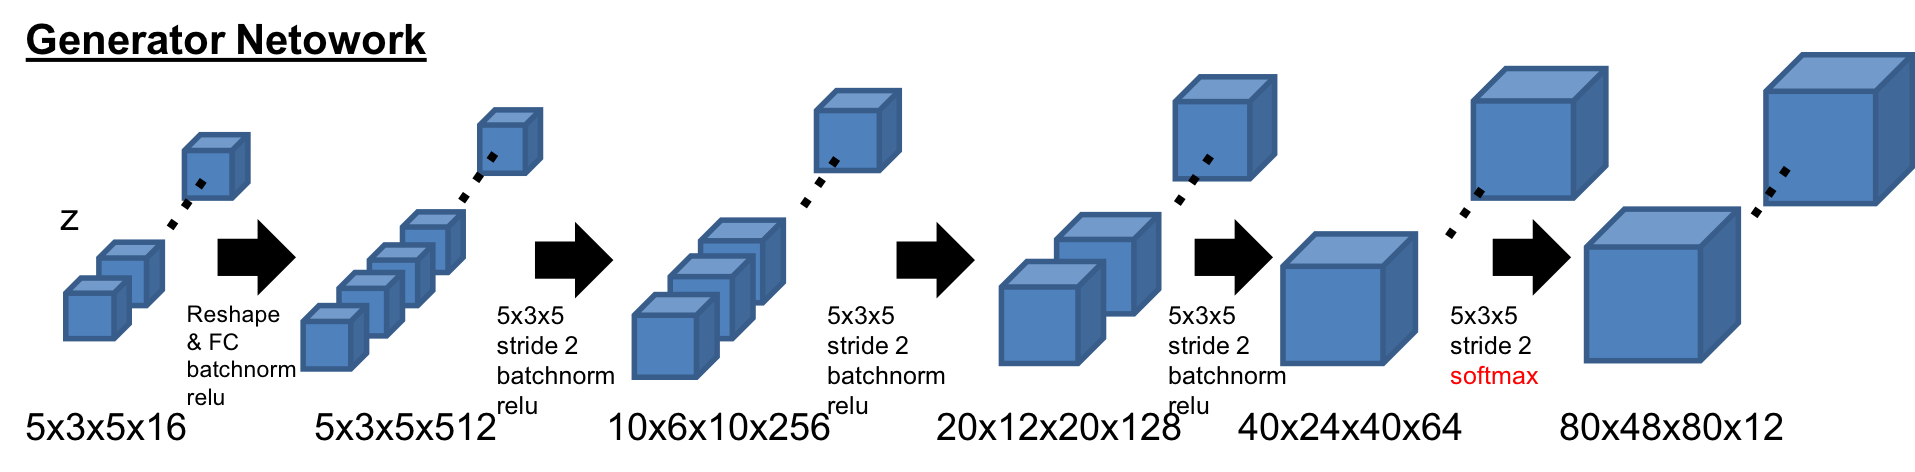 Generator Netowork
z
Reshape
& FC
batchnorm
relu
5x3x5
stride 2
batchnorm
relu
5x3x5
stride 2
batchnorm
relu
5x3x5
stride 2
batchnorm
relu
5x3x5
stride 2
softmax
5x3x5x16
5x3x5x512
10x6x10x256
20x12x20x128
40x24x40x64
80x48x80x12